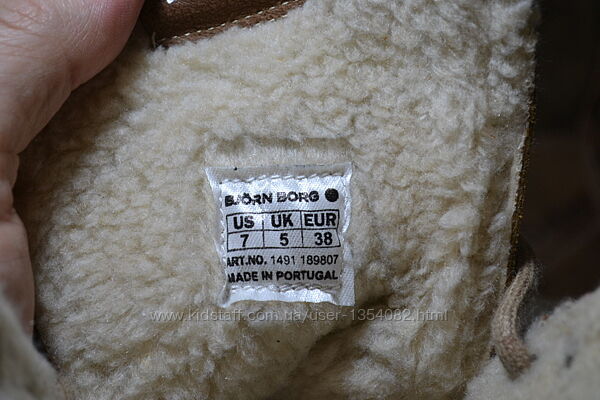 BJÖRN BORG
US UK EUR
7 5 38
ART.NO. 1491 189807
MADE IN PORTUGAL
www.kidstaff.com.ua/user-1354082.html